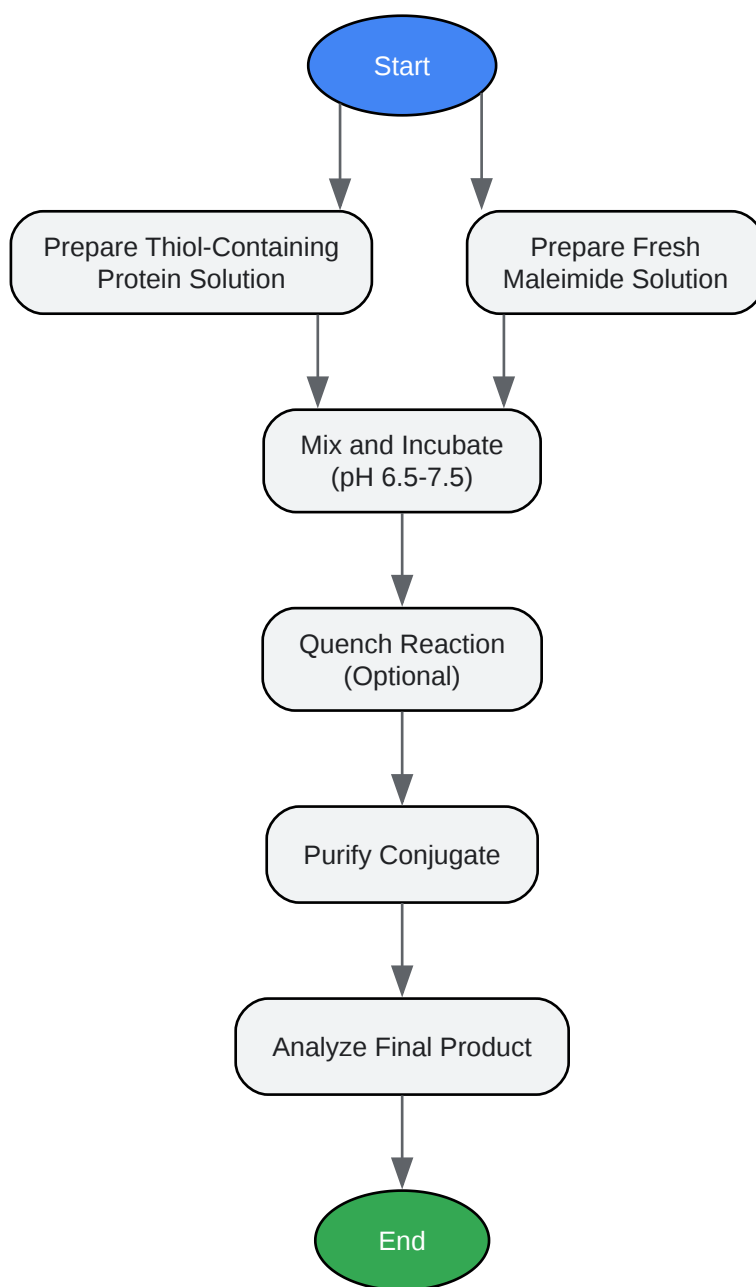 Start
Prepare Thiol-Containing
Protein Solution
Prepare Fresh
Maleimide Solution
Mix and Incubate
(pH 6.5-7.5)
Quench Reaction
(Optional)
Purify Conjugate
Analyze Final Product
End